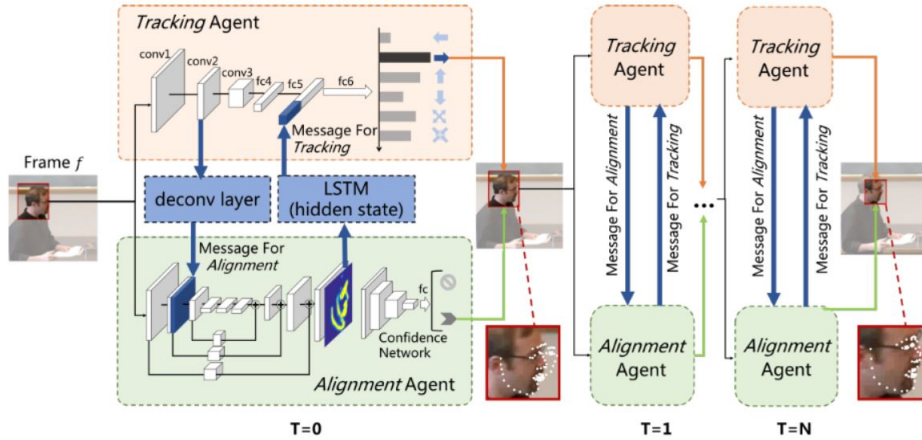 Tracking Agent
conv1
conv2
conv3
fc4
fc5
fc6
Message For
Tracking
Frame f
deconv layer
LSTM
(hidden state)
Message For
Alignment
fc
Confidence
Network
Alignment Agent
T=0
Tracking
Agent
Message For Alignment
Message For Tracking
Alignment
Agent
T=1
...
Tracking
Agent
Message For Alignment
Message For Tracking
Alignment
Agent
T=N